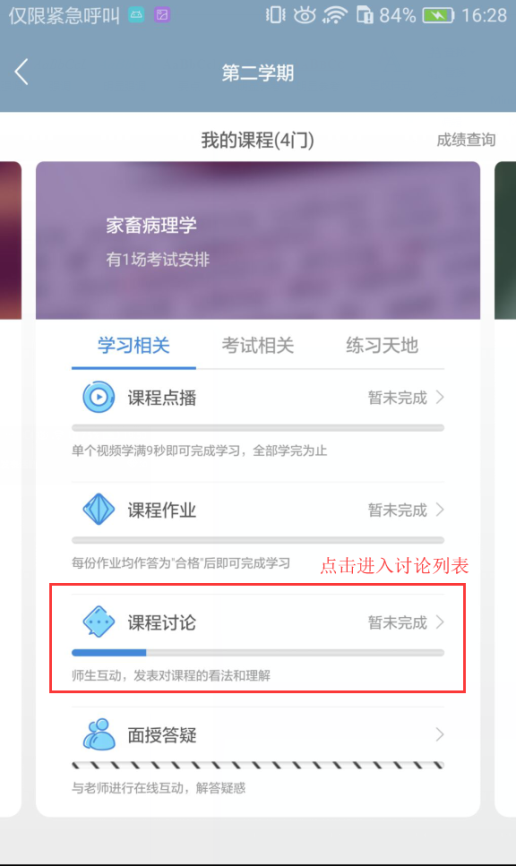 仅限紧急呼叫 84% 16:28
第二学期
我的课程(4门) 成绩查询
家畜病理学
有1场考试安排
学习相关 考试相关 练习天地
课程点播 暂未完成
单个视频学满9秒即可完成学习，全部学完为止
课程作业 暂未完成
每份作业均作答为"合格"后即可完成学习
点击进入讨论列表
课程讨论 暂未完成
师生互动，发表对课程的看法和理解
面授答疑
与老师进行在线互动，解答疑惑